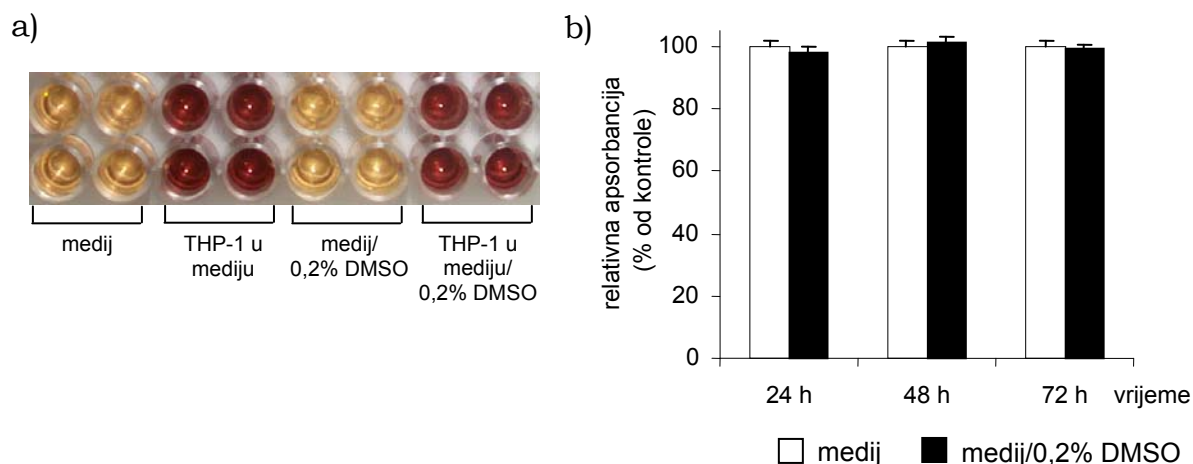 a)
medij
THP-1 u
mediju
medij/
0,2% DMSO
THP-1 u
mediju/
0,2% DMSO
b)
relativna apsorbancija
(% od kontrole)
100
80
60
40
20
0
24 h
48 h
72 h
vrijeme
medij
medij/0,2% DMSO